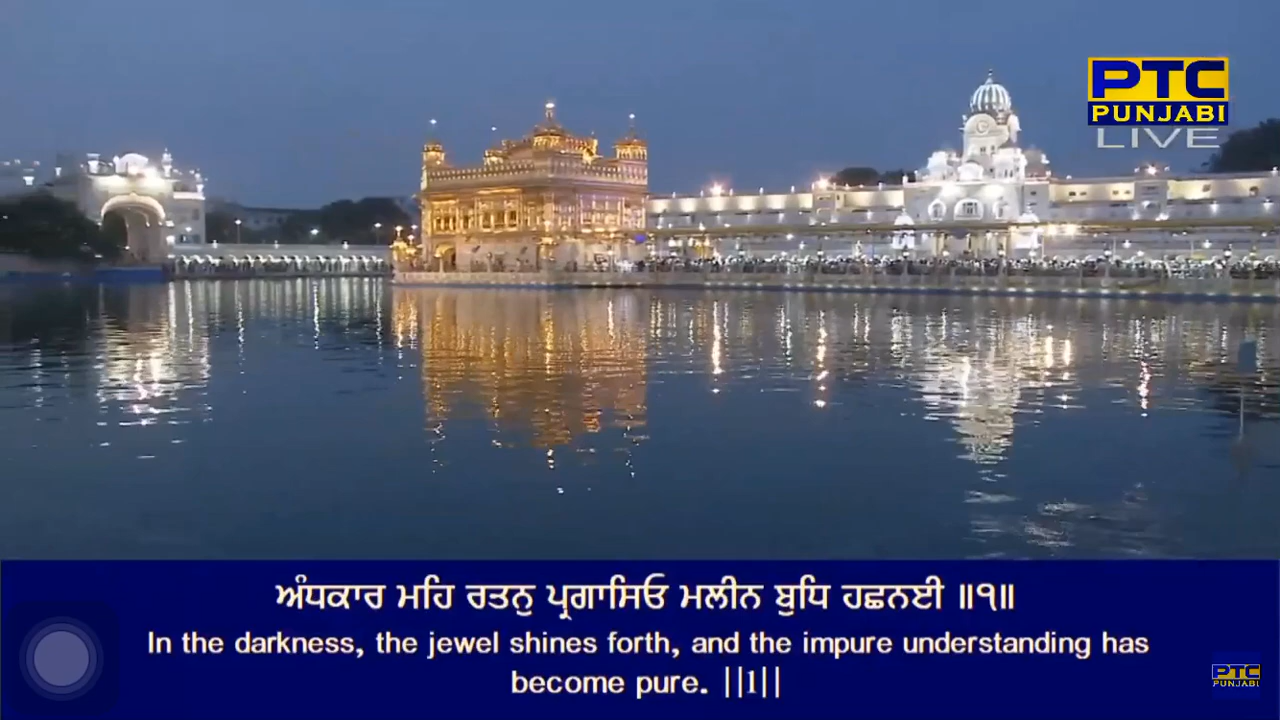 PTC
PUNJABI
LIVE
ਅੰਧਕਾਰ ਮਹਿ ਰਤਨੁ ਪ੍ਰਗਾਸਿਓ ਮਲੀਨ ਬੁਧਿ ਹਛਨਈ ॥੧॥
In the darkness, the jewel shines forth, and the impure understanding has
become pure. ||1||
PTC
PUNJABI